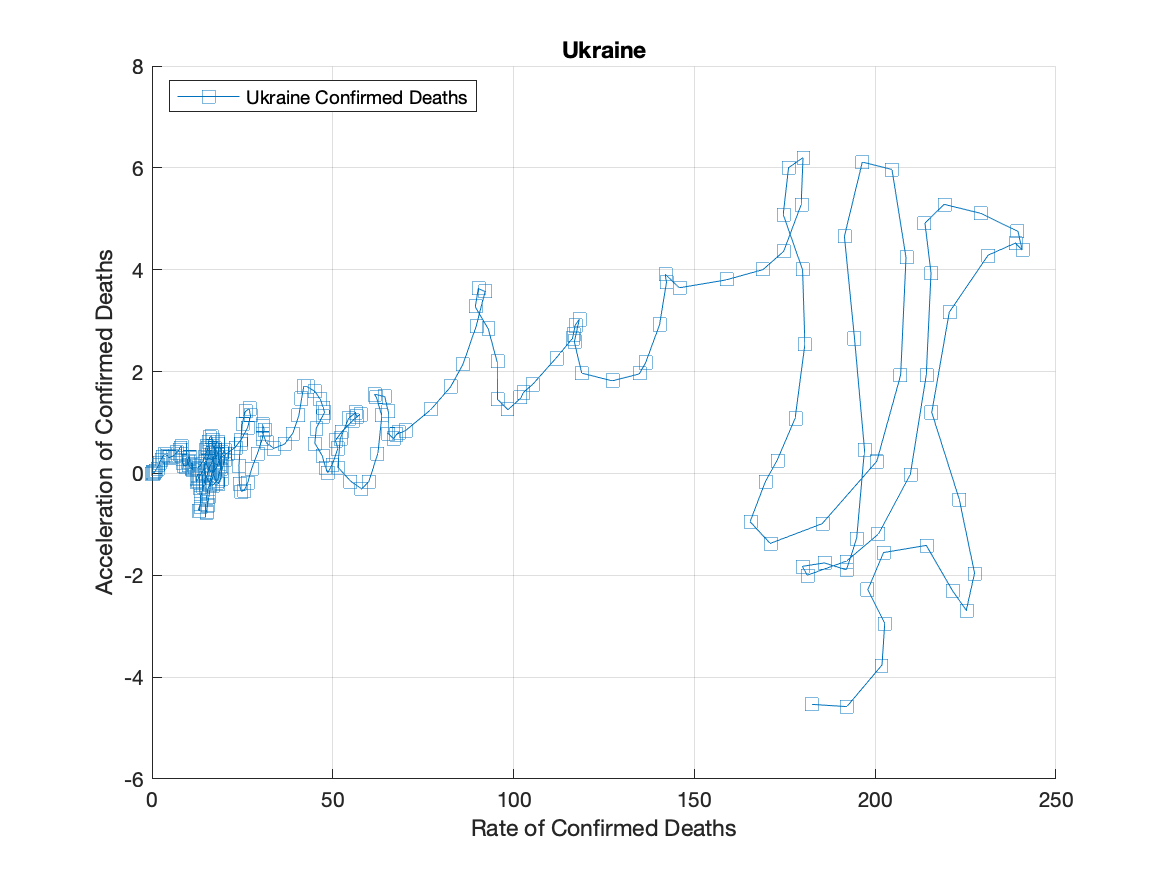 Ukraine
Ukraine Confirmed Deaths
8
6
4
2
0
-2
-4
-6
Acceleration of Confirmed Deaths
0 50 100 150 200 250
Rate of Confirmed Deaths